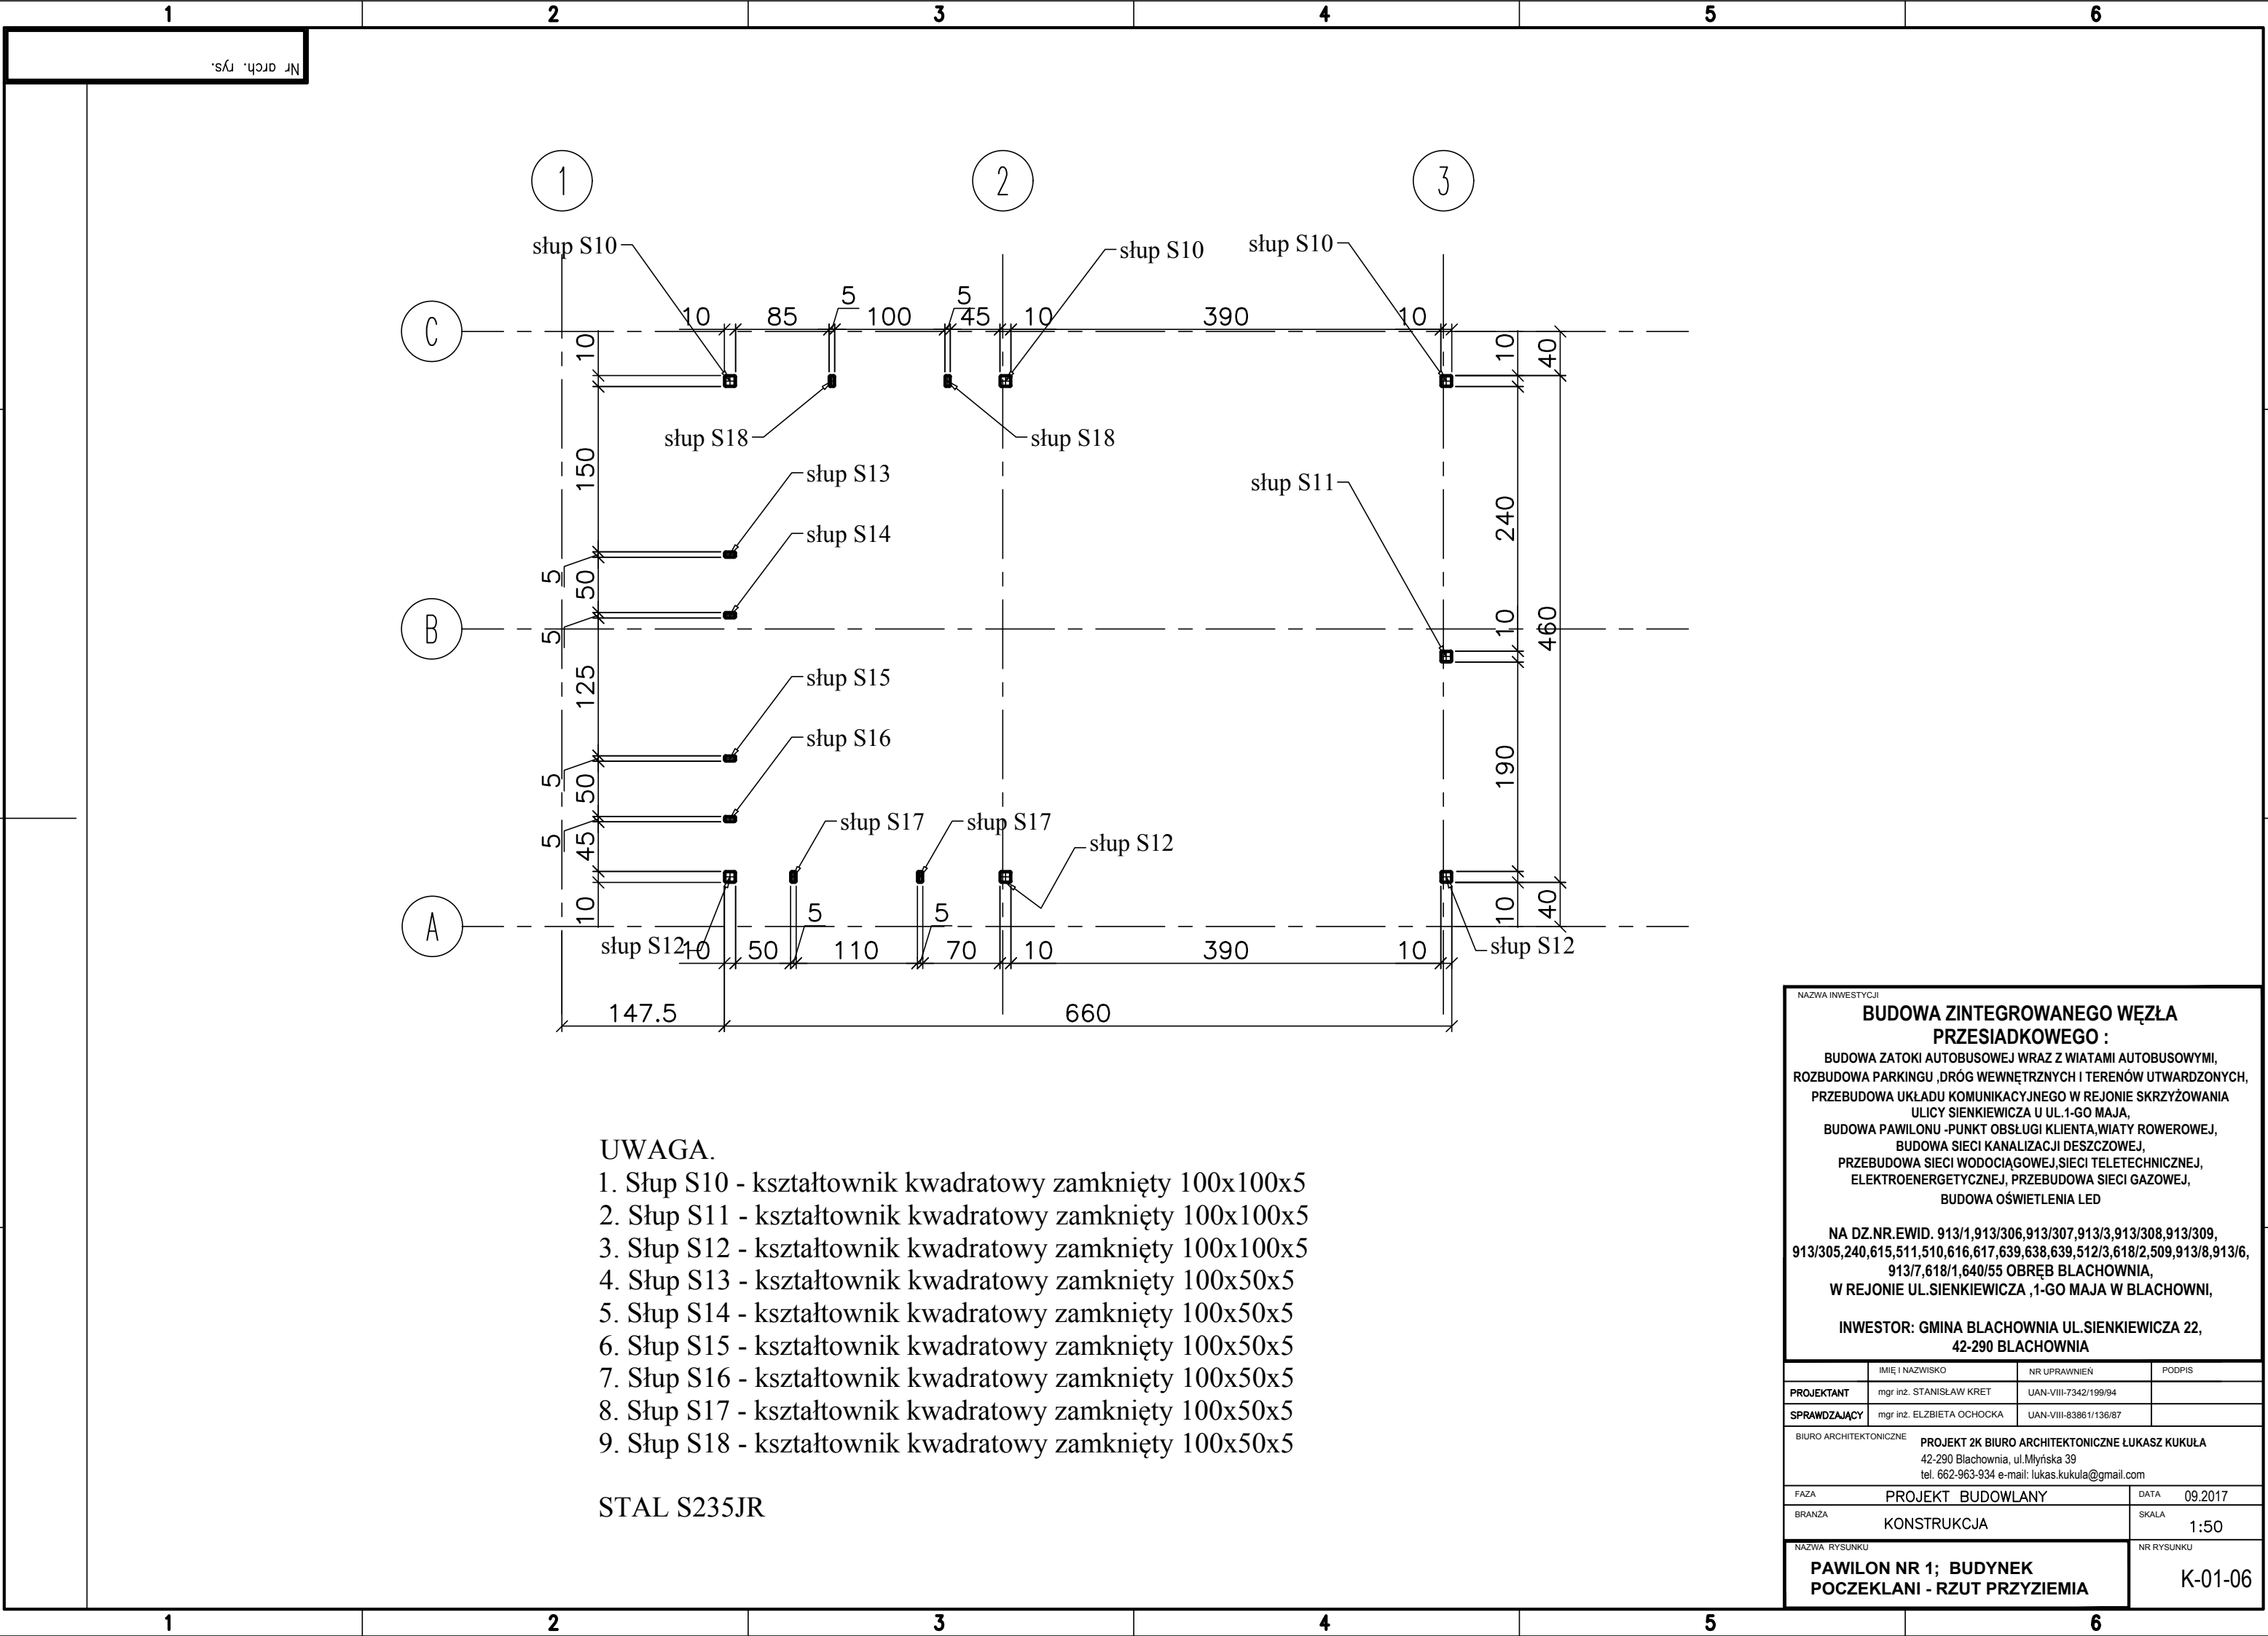 1 2 3 4 5 6
Nr arch. rys.
1 2 3
słup S10 słup S10 słup S10
10 85 5 100 5 45 10 390 10
C
10 10 40
słup S18 słup S18
150 słup S13 słup S11
słup S14 240
5 50
B
5 10 460
125 słup S15
słup S16 190
5 50
słup S17 słup S17
5 45 słup S12
10 5 5 10 40
A
słup S12 10 50 110 70 10 390 10 słup S12
147.5 660
UWAGA.
1. Słup S10 - kształtownik kwadratowy zamknięty 100x100x5
2. Słup S11 - kształtownik kwadratowy zamknięty 100x100x5
3. Słup S12 - kształtownik kwadratowy zamknięty 100x100x5
4. Słup S13 - kształtownik kwadratowy zamknięty 100x50x5
5. Słup S14 - kształtownik kwadratowy zamknięty 100x50x5
6. Słup S15 - kształtownik kwadratowy zamknięty 100x50x5
7. Słup S16 - kształtownik kwadratowy zamknięty 100x50x5
8. Słup S17 - kształtownik kwadratowy zamknięty 100x50x5
9. Słup S18 - kształtownik kwadratowy zamknięty 100x50x5
STAL S235JR
NAZWA INWESTYCJI
BUDOWA ZINTEGROWANEGO WĘZŁA
PRZESIADKOWEGO :
BUDOWA ZATOKI AUTOBUSOWEJ WRAZ Z WIATAMI AUTOBUSOWYMI,
ROZBUDOWA PARKINGU ,DRÓG WEWNĘTRZNYCH I TERENÓW UTWARDZONYCH,
PRZEBUDOWA UKŁADU KOMUNIKACYJNEGO W REJONIE SKRZYŻOWANIA
ULICY SIENKIEWICZA U UL.1-GO MAJA,
BUDOWA PAWILONU -PUNKT OBSŁUGI KLIENTA,WIATY ROWEROWEJ,
BUDOWA SIECI KANALIZACJI DESZCZOWEJ,
PRZEBUDOWA SIECI WODOCIĄGOWEJ,SIECI TELETECHNICZNEJ,
ELEKTROENERGETYCZNEJ, PRZEBUDOWA SIECI GAZOWEJ,
BUDOWA OŚWIETLENIA LED
NA DZ.NR.EWID. 913/1,913/306,913/307,913/3,913/308,913/309,
913/305,240,615,511,510,616,617,639,638,639,512/3,618/2,509,913/8,913/6,
913/7,618/1,640/55 OBRĘB BLACHOWNIA,
W REJONIE UL.SIENKIEWICZA ,1-GO MAJA W BLACHOWNI,
INWESTOR: GMINA BLACHOWNIA UL.SIENKIEWICZA 22,
42-290 BLACHOWNIA
IMIĘ I NAZWISKO NR UPRAWNIEŃ PODPIS
PROJEKTANT mgr inż. STANISŁAW KRET UAN-VIII-7342/199/94
SPRAWDZAJĄCY mgr inż. ELZBIETA OCHOCKA UAN-VIII-83861/136/87
BIURO ARCHITEKTONICZNE PROJEKT 2K BIURO ARCHITEKTONICZNE ŁUKASZ KUKUŁA
42-290 Blachownia, ul.Młyńska 39
tel. 662-963-934 e-mail: lukas.kukula@gmail.com
FAZA PROJEKT BUDOWLANY DATA 09.2017
BRANŻA KONSTRUKCJA SKALA 1:50
NAZWA RYSUNKU NR RYSUNKU
PAWILON NR 1; BUDYNEK
POCZEKLANI - RZUT PRZYZIEMIA K-01-06
1 2 3 4 5 6